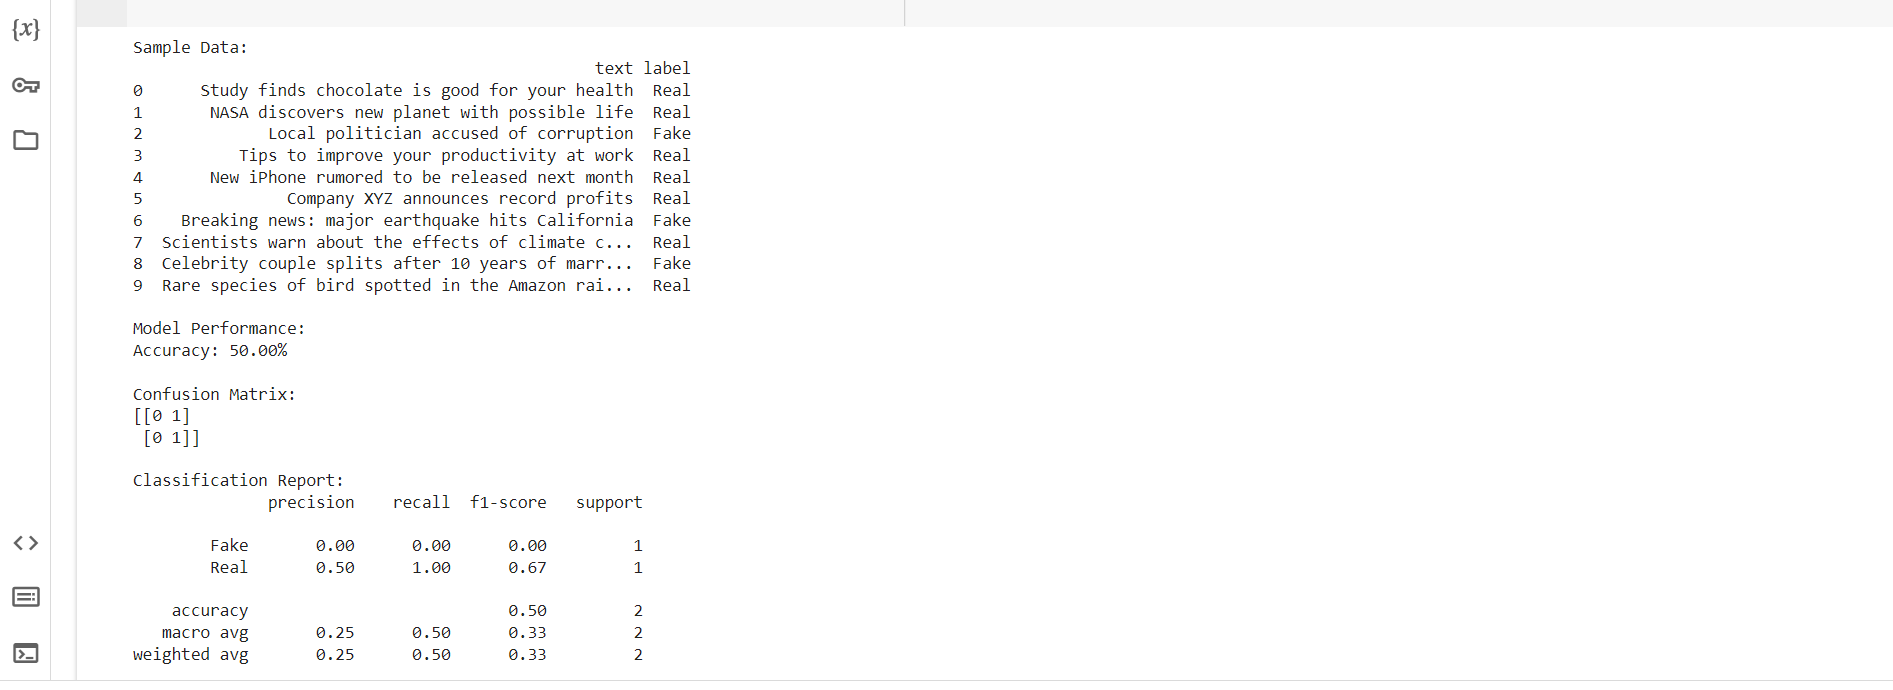 {x}
Sample Data:
text label
0 Study finds chocolate is good for your health Real
1 NASA discovers new planet with possible life Real
2 Local politician accused of corruption Fake
3 Tips to improve your productivity at work Real
4 New iPhone rumored to be released next month Real
5 Company XYZ announces record profits Real
6 Breaking news: major earthquake hits California Fake
7 Scientists warn about the effects of climate c... Real
8 Celebrity couple splits after 10 years of marr... Fake
9 Rare species of bird spotted in the Amazon rai... Real
Model Performance:
Accuracy: 50.00%
Confusion Matrix:
[[0 1]
[0 1]]
Classification Report:
precision recall f1-score support
Fake 0.00 0.00 0.00 1
Real 0.50 1.00 0.67 1
accuracy 0.50 2
macro avg 0.25 0.50 0.33 2
weighted avg 0.25 0.50 0.33 2